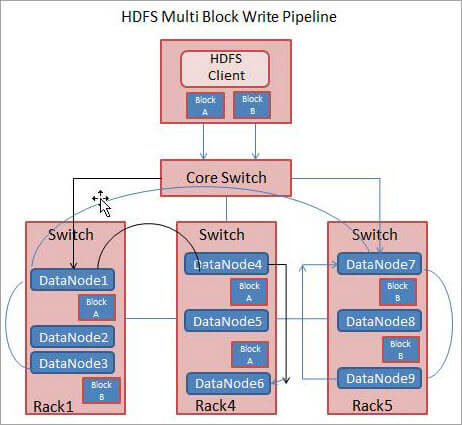 HDFS Multi Block Write Pipeline
HDFS
Client
Block
A
Block
B
Core Switch
Switch
DataNode1
Block
A
DataNode2
DataNode3
Block
B
Rack1
Switch
DataNode4
Block
A
DataNode5
Block
A
DataNode6
Rack4
Switch
DataNode7
Block
B
DataNode8
Block
B
DataNode9
Rack5